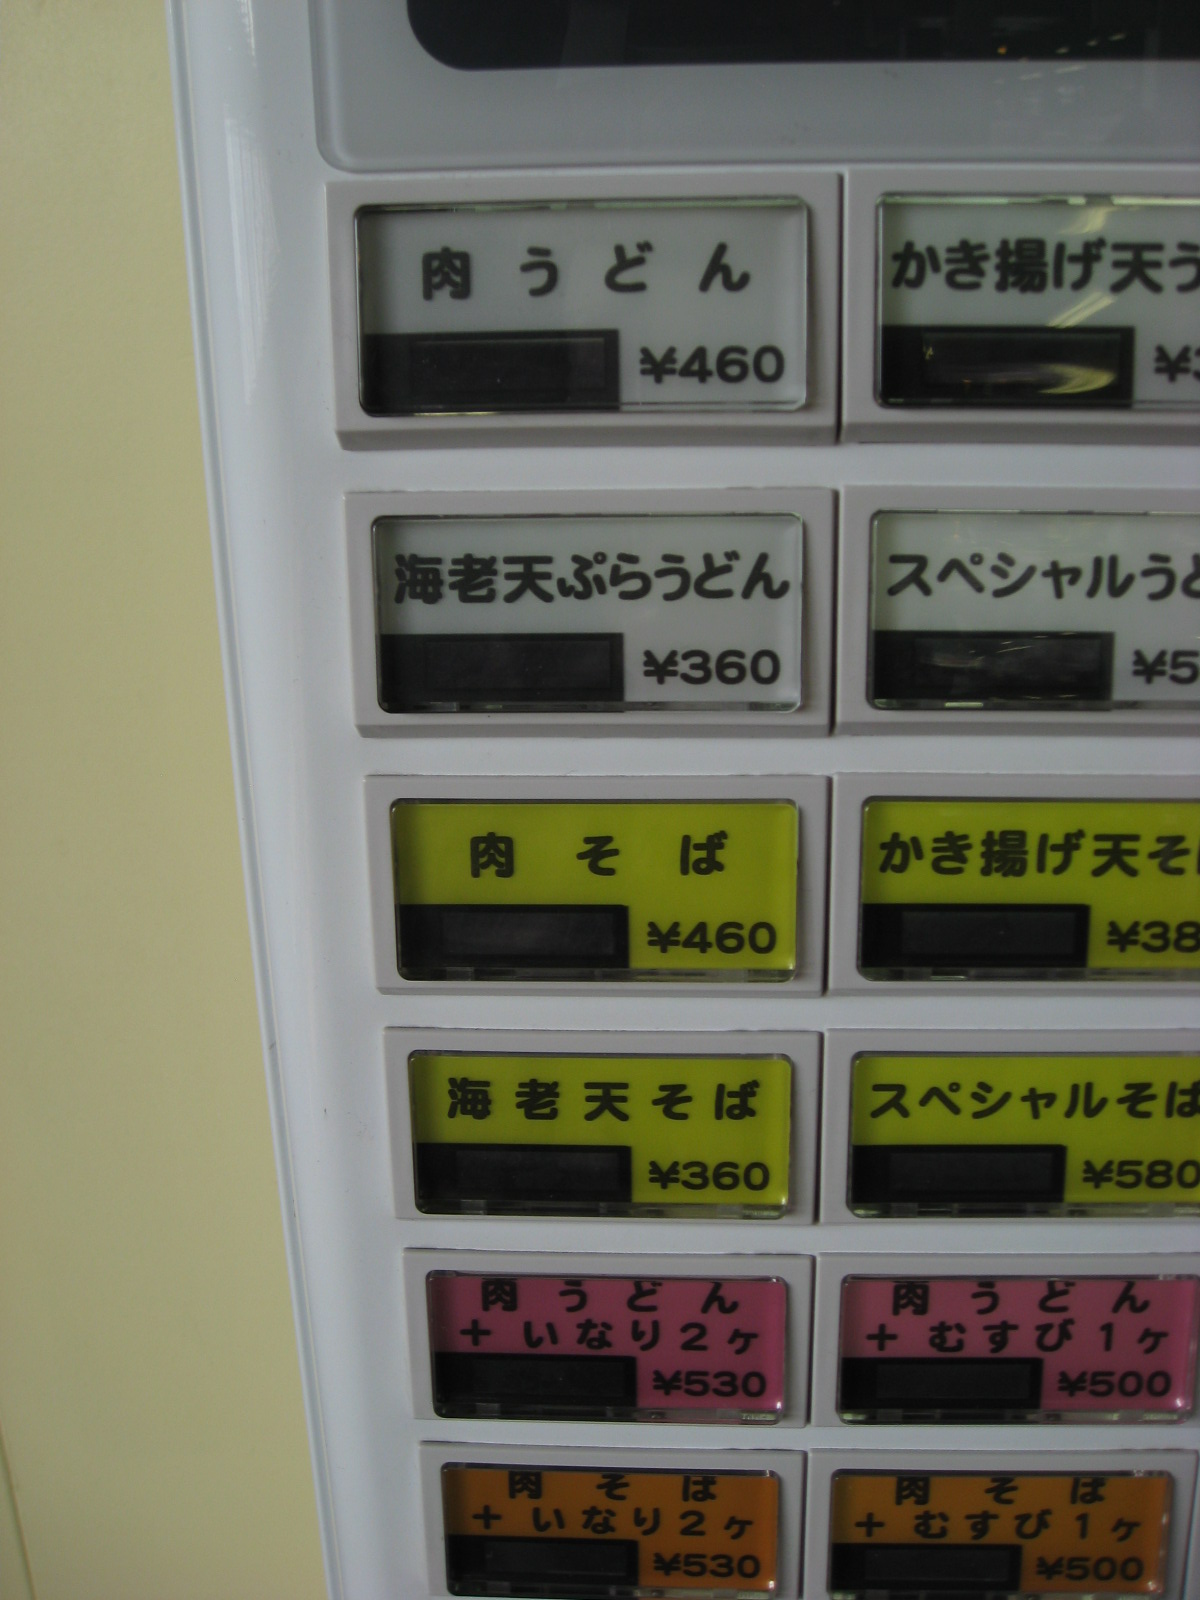 肉うどん
¥460
かき揚げ天う
¥3
海老天ぷらうどん
¥360
スペシャルうど
¥5
肉そば
¥460
かき揚げ天そば
¥38
海老天そば
¥360
スペシャルそば
¥580
肉うどん
+いなり2ヶ
¥530
肉うどん
+むすび1ヶ
¥500
肉そば
+いなり2ヶ
¥530
肉そば
+むすび1ヶ
¥500